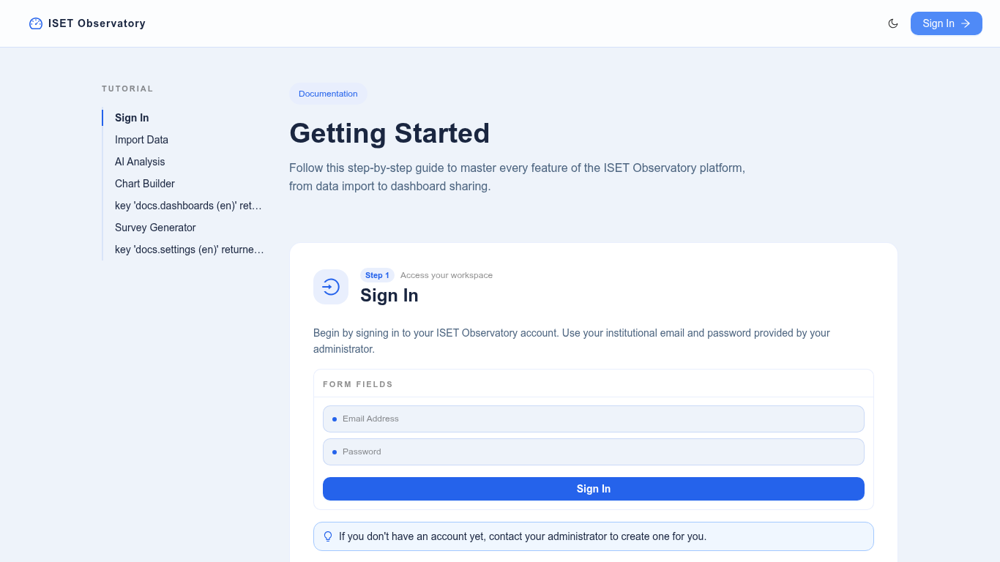 ISET Observatory
Sign In
TUTORIAL
Sign In
Import Data
AI Analysis
Chart Builder
key 'docs.dashboards (en)' ret…
Survey Generator
key 'docs.settings (en)' returne…
Documentation
Getting Started
Follow this step-by-step guide to master every feature of the ISET Observatory platform,
from data import to dashboard sharing.
Step 1 Access your workspace
Sign In
Begin by signing in to your ISET Observatory account. Use your institutional email and password provided by your
administrator.
FORM FIELDS
Email Address
Password
Sign In
If you don't have an account yet, contact your administrator to create one for you.